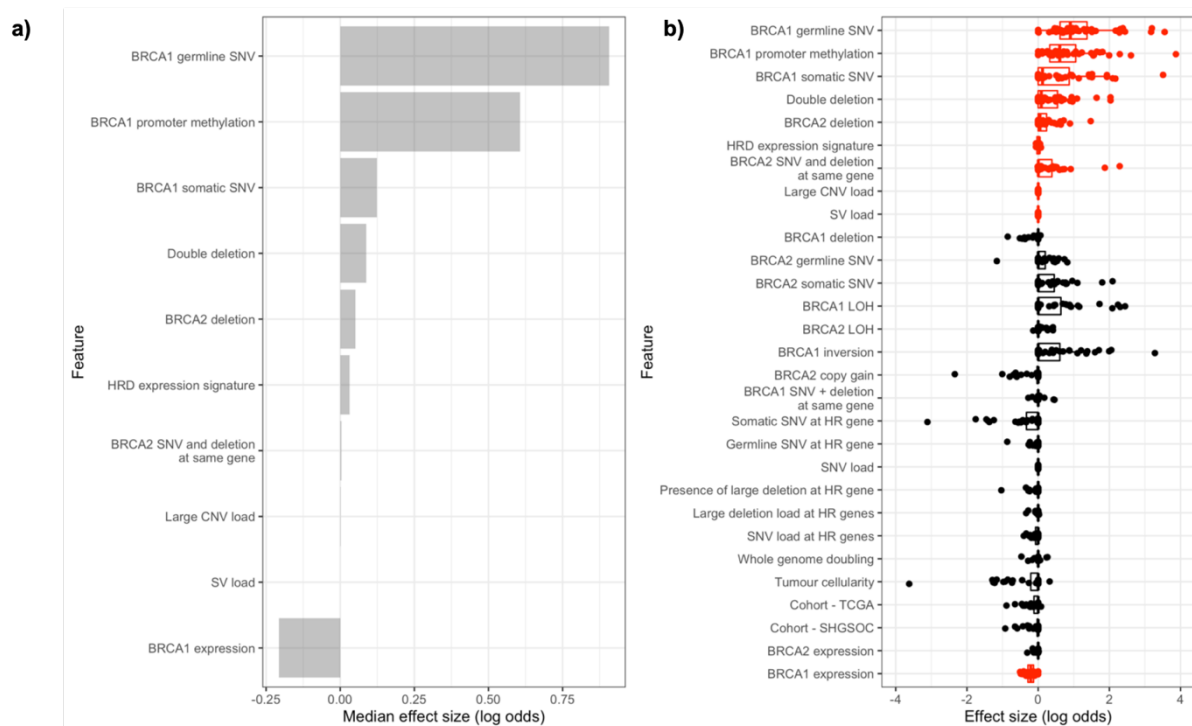 a)
Feature
BRCA1 germline SNV
BRCA1 promoter methylation
BRCA1 somatic SNV
Double deletion
BRCA2 deletion
HRD expression signature
BRCA2 SNV and deletion
at same gene
Large CNV load
SV load
BRCA1 expression
-0.25
0.00
0.25
0.50
0.75
Median effect size (log odds)
b)
Feature
BRCA1 germline SNV
BRCA1 promoter methylation
BRCA1 somatic SNV
Double deletion
BRCA2 deletion
HRD expression signature
BRCA2 SNV and deletion
at same gene
Large CNV load
SV load
BRCA1 deletion
BRCA2 germline SNV
BRCA2 somatic SNV
BRCA1 LOH
BRCA2 LOH
BRCA1 inversion
BRCA2 copy gain
BRCA1 SNV + deletion
at same gene
Somatic SNV at HR gene
Germline SNV at HR gene
SNV load
Presence of large deletion at HR gene
Large deletion load at HR genes
SNV load at HR genes
Whole genome doubling
Tumour cellularity
Cohort - TCGA
Cohort - SHGSOC
BRCA2 expression
BRCA1 expression
-4
-2
0
2
4
Effect size (log odds)